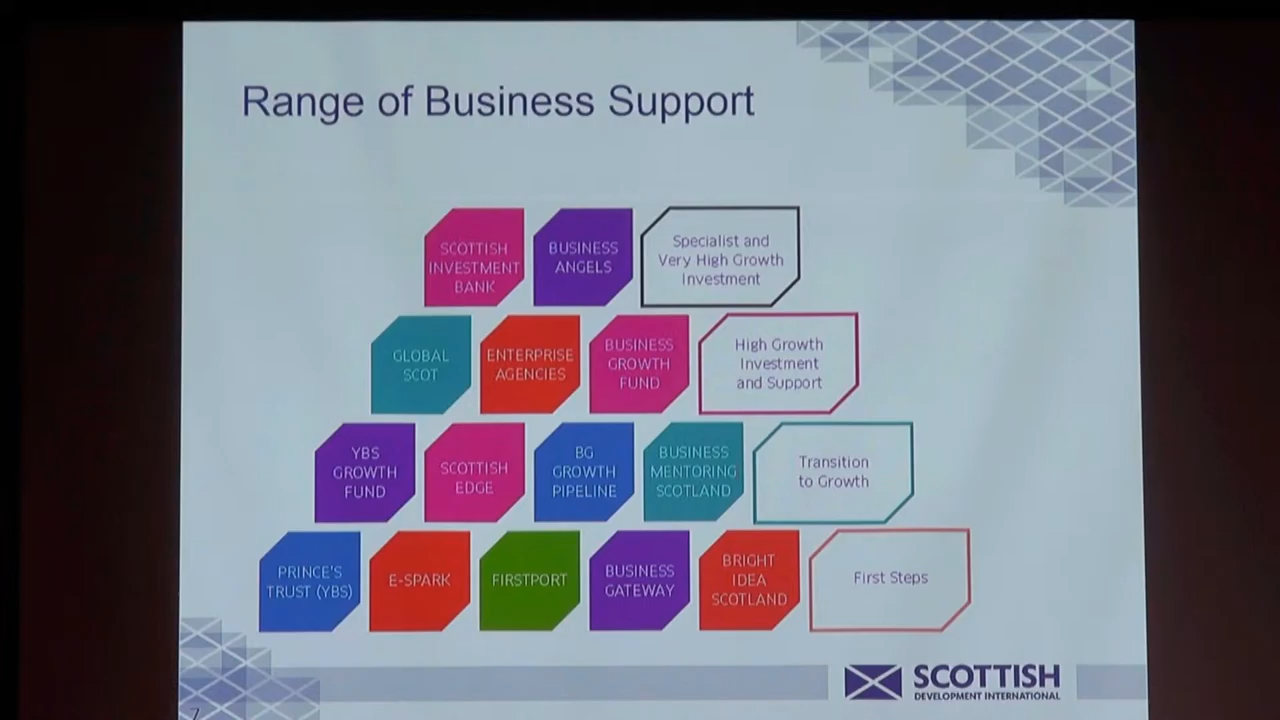 Range of Business Support
SCOTTISH
INVESTMENT
BANK
BUSINESS
ANGELS
Specialist and
Very High Growth
Investment
GLOBAL
SCOT
ENTERPRISE
AGENCIES
BUSINESS
GROWTH
FUND
High Growth
Investment
and Support
YBS
GROWTH
FUND
SCOTTISH
EDGE
BG
GROWTH
PIPELINE
BUSINESS
MENTORING
SCOTLAND
Transition
to Growth
PRINCE'S
TRUST (YBS)
E-SPARK
FIRSTPORT
BUSINESS
GATEWAY
BRIGHT
IDEA
SCOTLAND
First Steps
SCOTTISH
DEVELOPMENT INTERNATIONAL
7